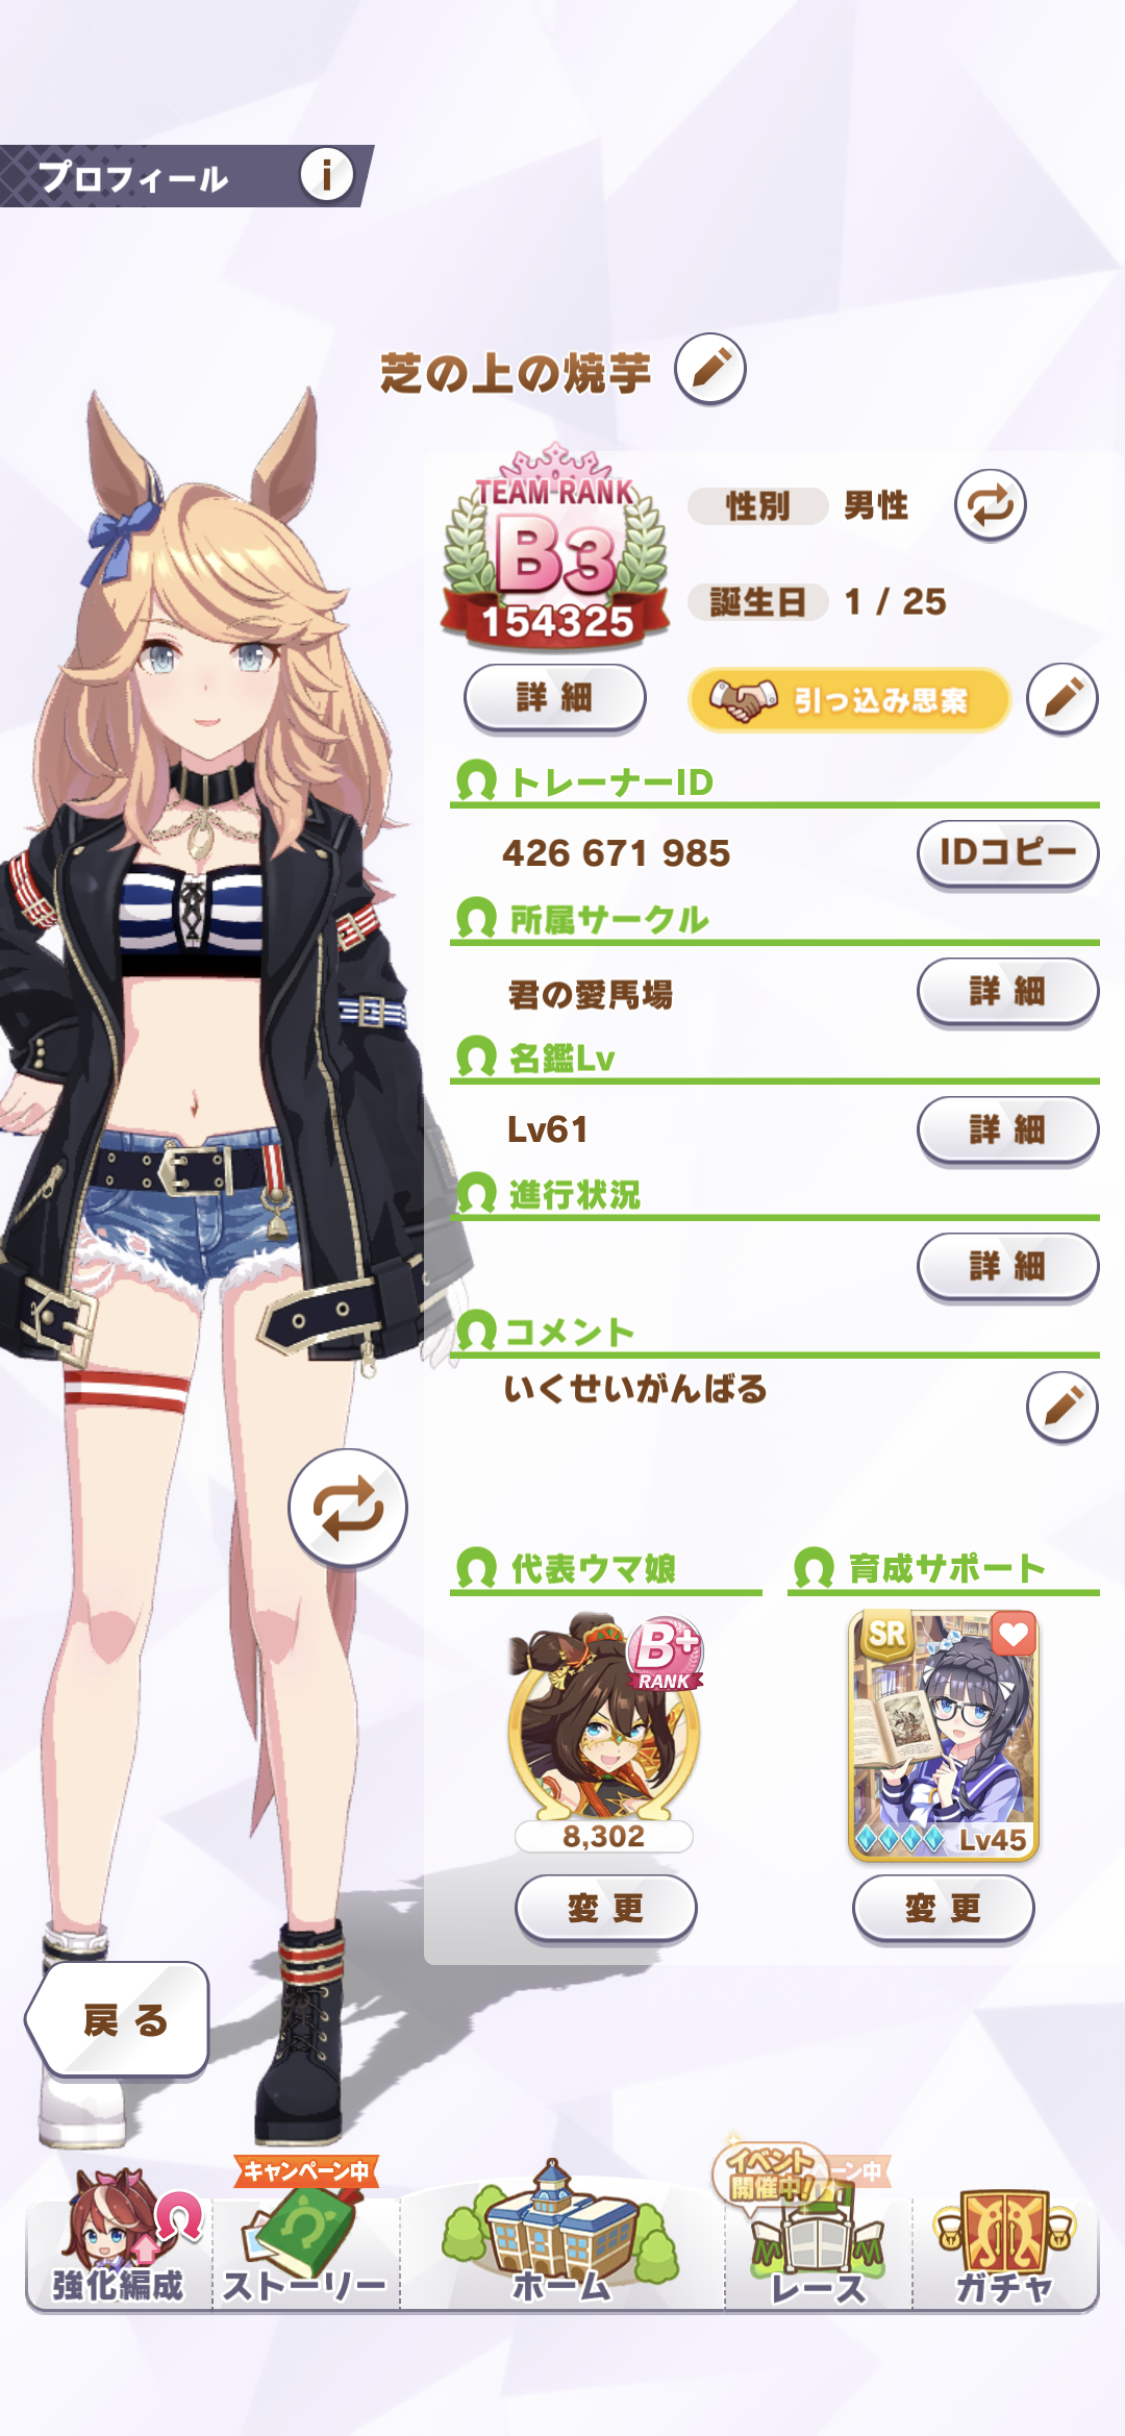 プロフィール
i
芝の上の焼芋
TEAM RANK
B3
154325
性別 男性
誕生日 1 / 25
詳細
引っ込み思案
トレーナーID
426 671 985
IDコピー
所属サークル
君の愛馬場
詳細
名鑑Lv
Lv61
詳細
進行状況
詳細
コメント
いくせいがんばる
代表ウマ娘
B+
RANK
8,302
変更
育成サポート
SR
Lv45
変更
戻る
強化編成
キャンペーン中
ストーリー
ホーム
イベント
開催中!
ーン中
レース
ガチャ